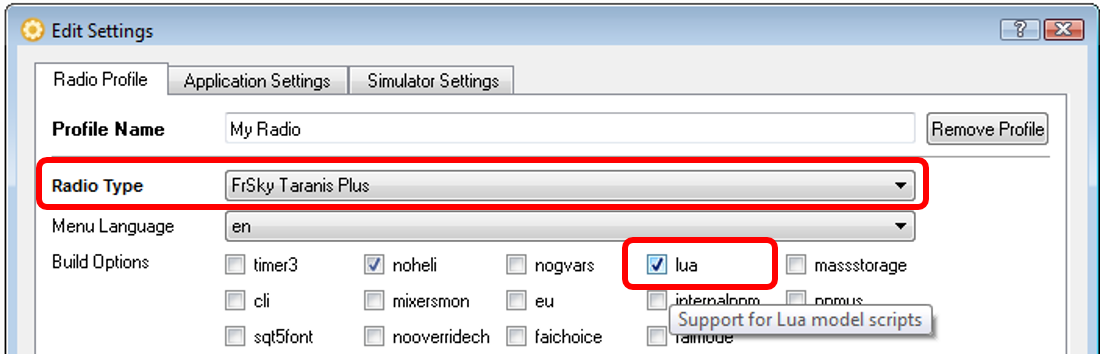 Edit Settings
Radio Profile Application Settings Simulator Settings
Profile Name My Radio Remove Profile
Radio Type FrSky Taranis Plus
Menu Language en
Build Options timer3 noheli nogvars lua massstorage
cli mixersmon eu internalppm ppmus
Support for Lua model scripts
sqt5font nooverridech faichoice faimode